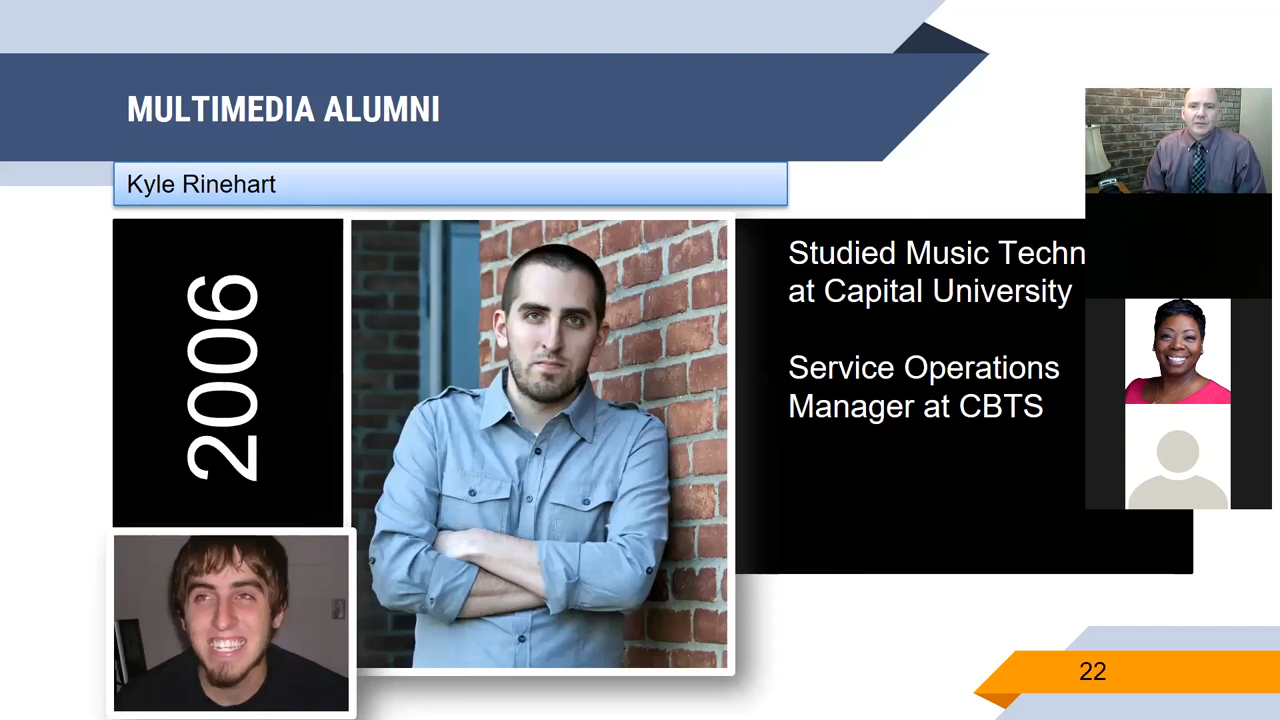 MULTIMEDIA ALUMNI
Kyle Rinehart
2006
Studied Music Techn
at Capital University
Service Operations
Manager at CBTS
22